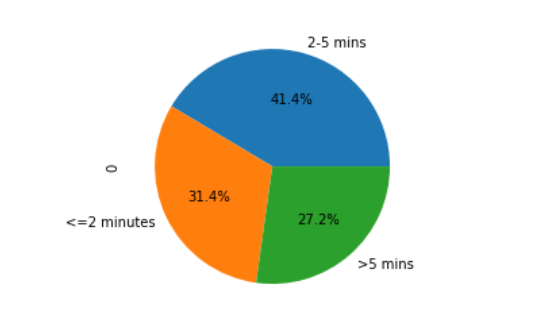 2-5 mins
41.4%
0
31.4%
<=2 minutes
27.2%
>5 mins